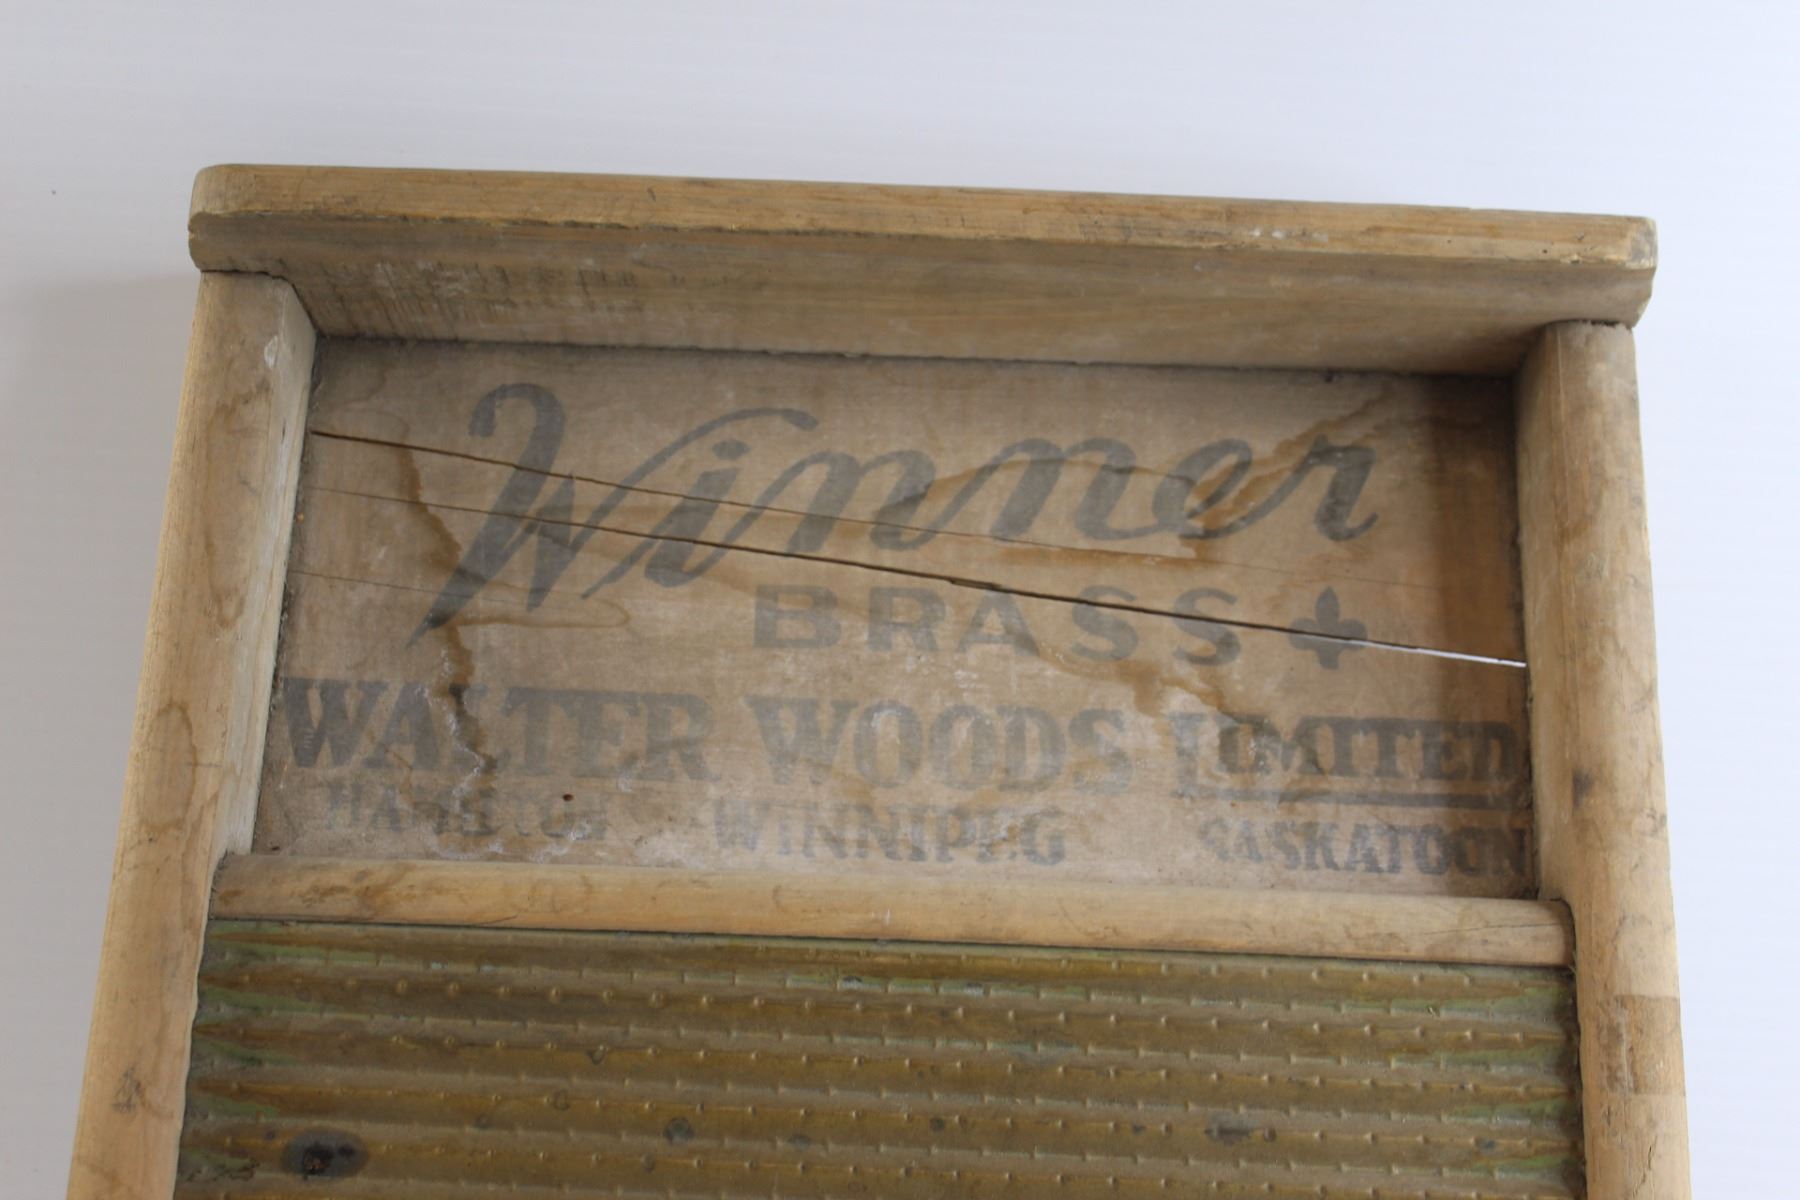 Winner
BRASS
WALTER WOODS LIMITED
HAMILTON WINNIPEG SASKATOON